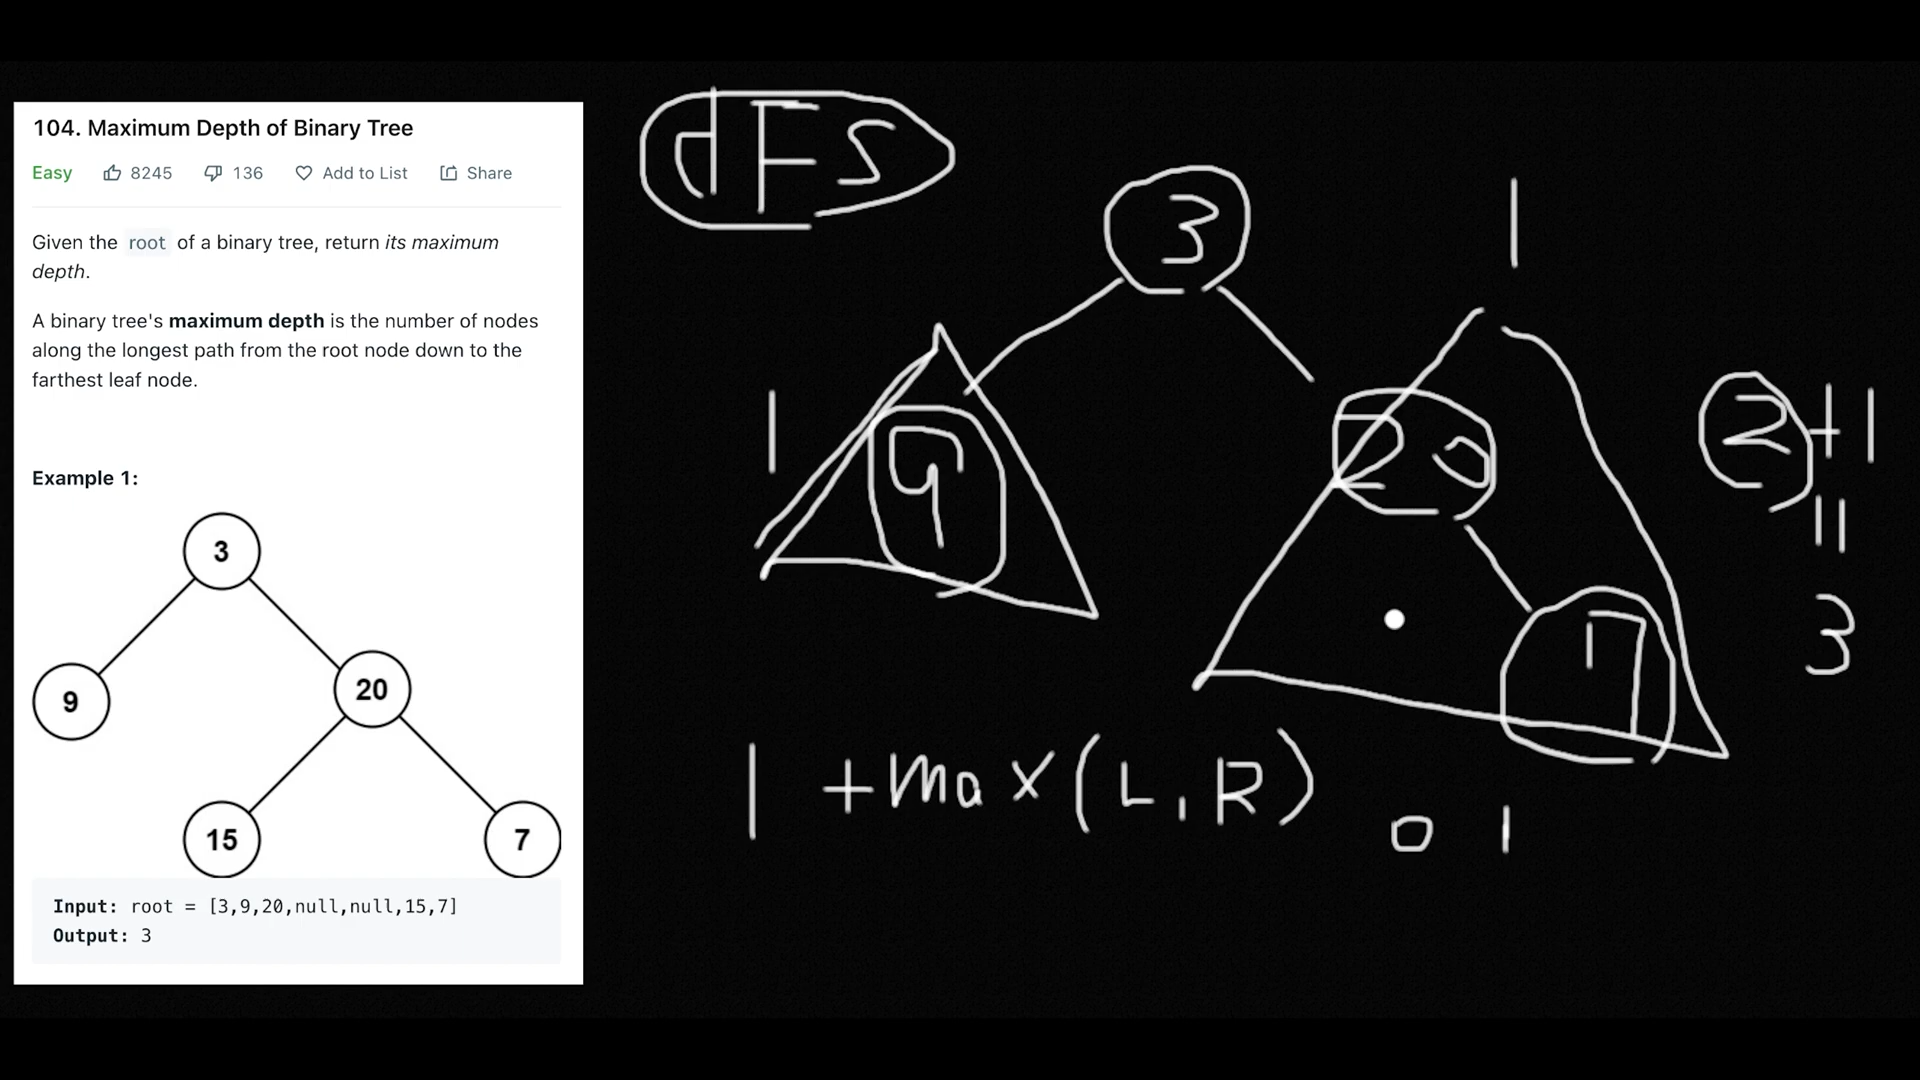 104. Maximum Depth of Binary Tree
Easy 8245 136 Add to List Share
Given the root of a binary tree, return its maximum
depth.
A binary tree's maximum depth is the number of nodes
along the longest path from the root node down to the
farthest leaf node.
Example 1:
3
9
20
15
7
Input: root = [3,9,20,null,null,15,7]
Output: 3
dFS
3
1
1
9
20
2+1
=
3
7
1 + max(L, R)
0 1